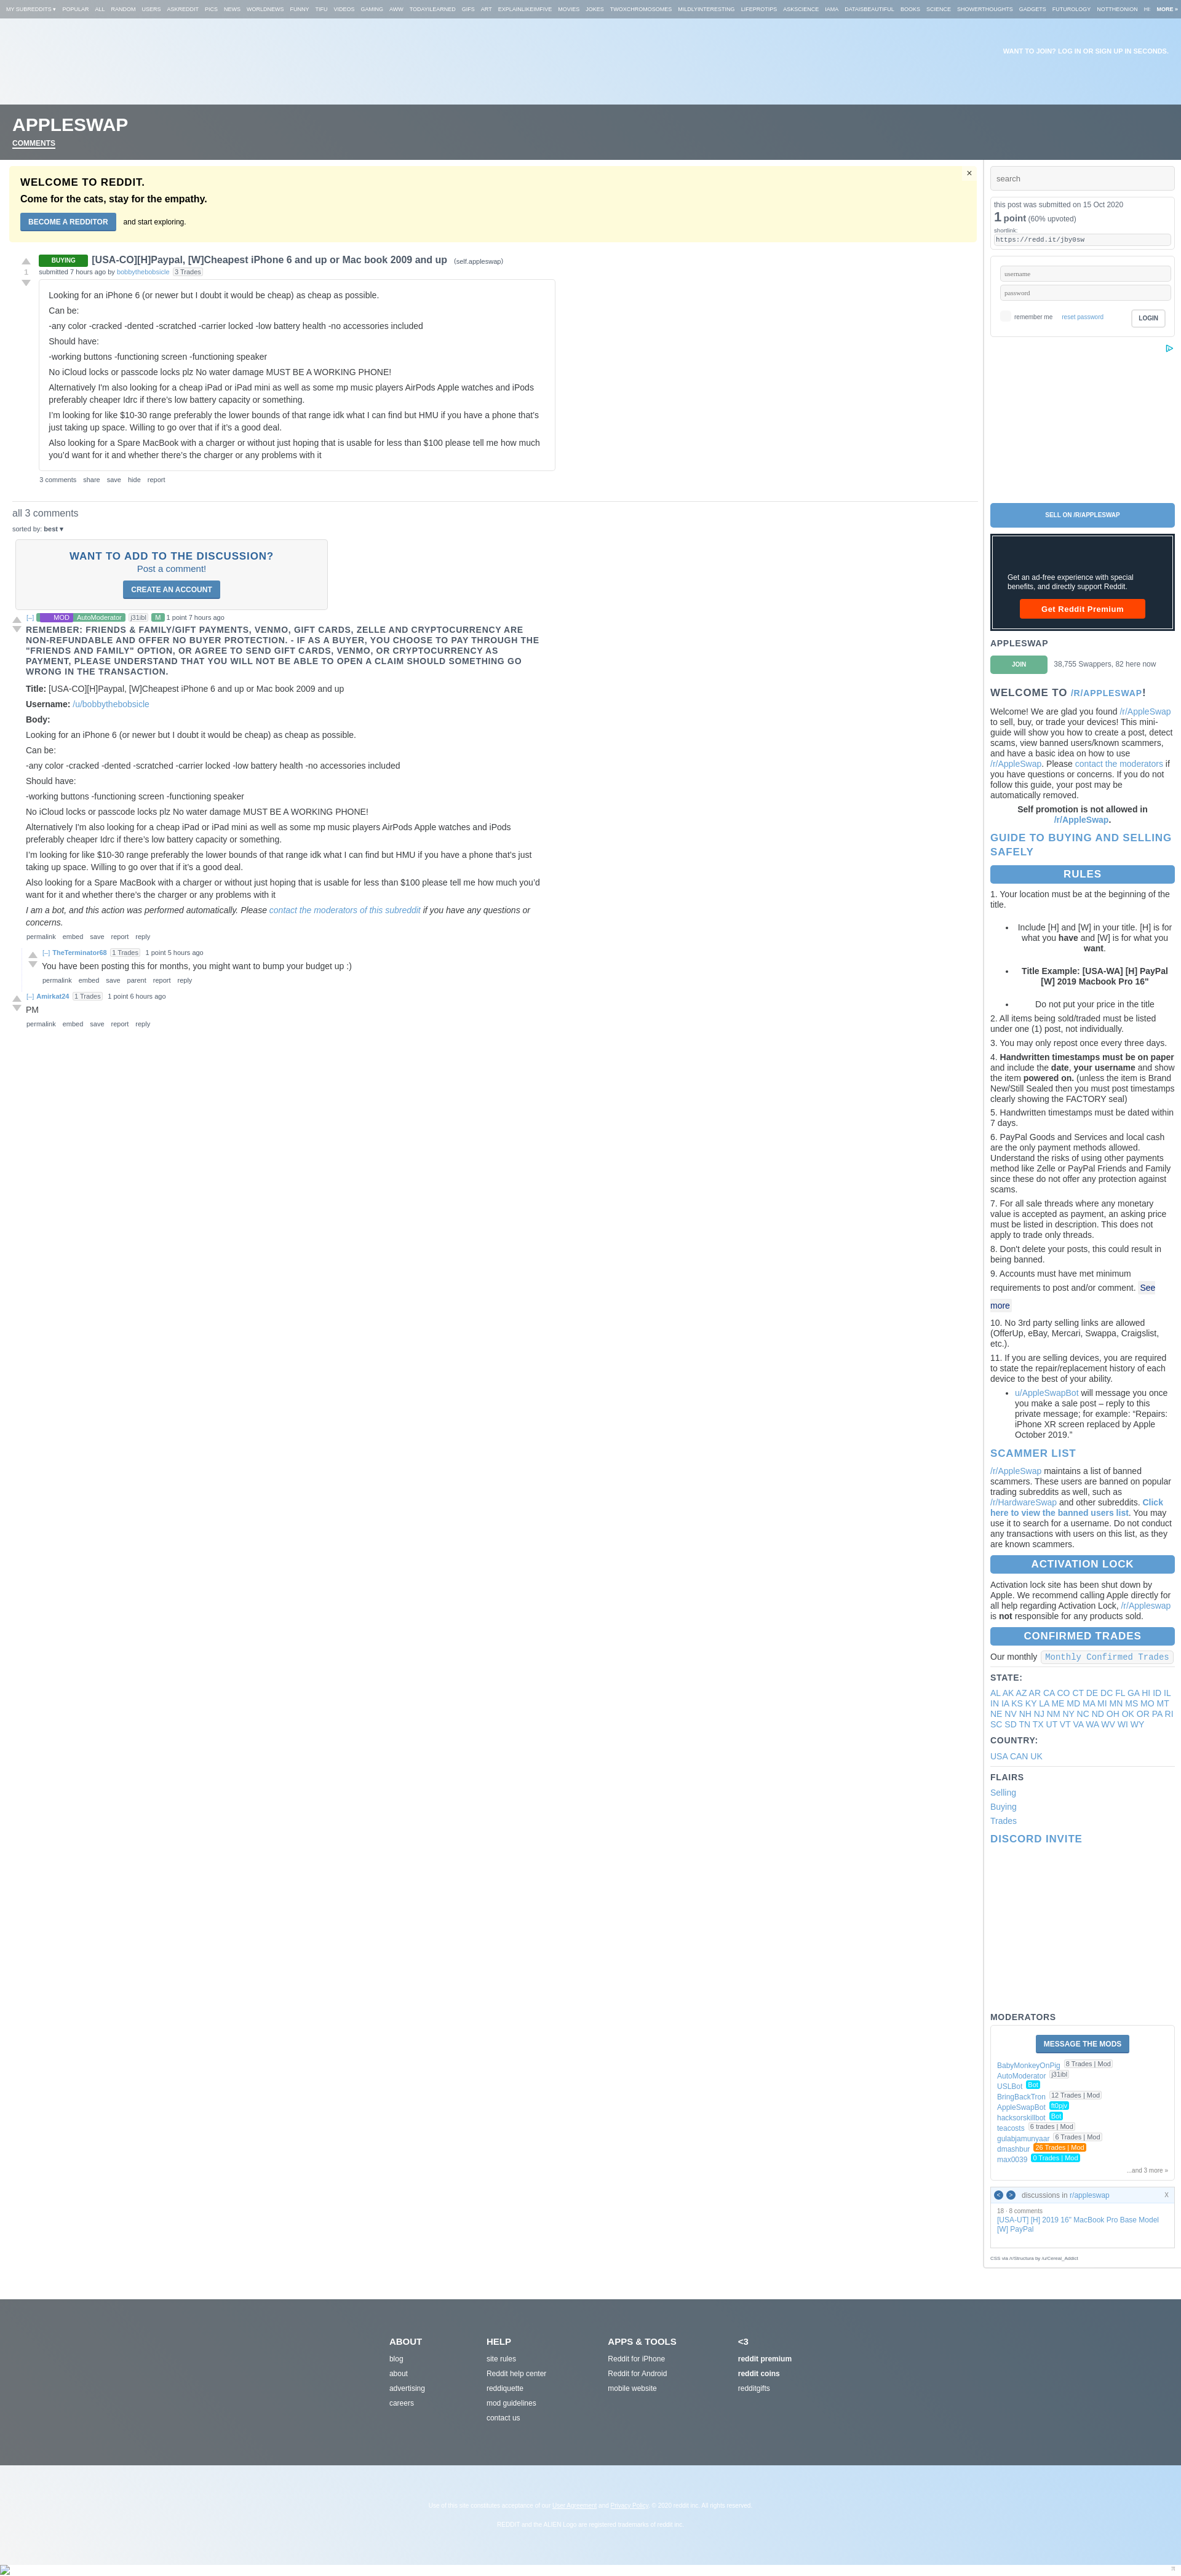 MY SUBREDDITS ▾ POPULAR ALL RANDOM USERS ASKREDDIT PICS NEWS WORLDNEWS FUNNY TIFU VIDEOS GAMING AWW TODAYILEARNED GIFS ART EXPLAINLIKEIMFIVE MOVIES JOKES TWOXCHROMOSOMES MILDLYINTERESTING LIFEPROTIPS ASKSCIENCE IAMA DATAISBEAUTIFUL BOOKS SCIENCE SHOWERTHOUGHTS GADGETS FUTUROLOGY NOTTHEONION HI MORE »
WANT TO JOIN? LOG IN OR SIGN UP IN SECONDS.
APPLESWAP
COMMENTS
WELCOME TO REDDIT.
Come for the cats, stay for the empathy.
BECOME A REDDITOR and start exploring.
×
BUYING [USA-CO][H]Paypal, [W]Cheapest iPhone 6 and up or Mac book 2009 and up (self.appleswap)
1
submitted 7 hours ago by bobbythebobsicle 3 Trades
Looking for an iPhone 6 (or newer but I doubt it would be cheap) as cheap as possible.
Can be:
-any color -cracked -dented -scratched -carrier locked -low battery health -no accessories included
Should have:
-working buttons -functioning screen -functioning speaker
No iCloud locks or passcode locks plz No water damage MUST BE A WORKING PHONE!
Alternatively I'm also looking for a cheap iPad or iPad mini as well as some mp music players AirPods Apple watches and iPods
preferably cheaper Idrc if there's low battery capacity or something.
I'm looking for like $10-30 range preferably the lower bounds of that range idk what I can find but HMU if you have a phone that's
just taking up space. Willing to go over that if it's a good deal.
Also looking for a Spare MacBook with a charger or without just hoping that is usable for less than $100 please tell me how much
you'd want for it and whether there's the charger or any problems with it
3 comments share save hide report
all 3 comments
sorted by: best ▾
WANT TO ADD TO THE DISCUSSION?
Post a comment!
CREATE AN ACCOUNT
[–] MOD AutoModerator j31ibl M 1 point 7 hours ago
REMEMBER: FRIENDS & FAMILY/GIFT PAYMENTS, VENMO, GIFT CARDS, ZELLE AND CRYPTOCURRENCY ARE
NON-REFUNDABLE AND OFFER NO BUYER PROTECTION. - IF AS A BUYER, YOU CHOOSE TO PAY THROUGH THE
"FRIENDS AND FAMILY" OPTION, OR AGREE TO SEND GIFT CARDS, VENMO, OR CRYPTOCURRENCY AS
PAYMENT, PLEASE UNDERSTAND THAT YOU WILL NOT BE ABLE TO OPEN A CLAIM SHOULD SOMETHING GO
WRONG IN THE TRANSACTION.
Title: [USA-CO][H]Paypal, [W]Cheapest iPhone 6 and up or Mac book 2009 and up
Username: /u/bobbythebobsicle
Body:
Looking for an iPhone 6 (or newer but I doubt it would be cheap) as cheap as possible.
Can be:
-any color -cracked -dented -scratched -carrier locked -low battery health -no accessories included
Should have:
-working buttons -functioning screen -functioning speaker
No iCloud locks or passcode locks plz No water damage MUST BE A WORKING PHONE!
Alternatively I'm also looking for a cheap iPad or iPad mini as well as some mp music players AirPods Apple watches and iPods
preferably cheaper Idrc if there's low battery capacity or something.
I'm looking for like $10-30 range preferably the lower bounds of that range idk what I can find but HMU if you have a phone that's just
taking up space. Willing to go over that if it's a good deal.
Also looking for a Spare MacBook with a charger or without just hoping that is usable for less than $100 please tell me how much you'd
want for it and whether there's the charger or any problems with it
I am a bot, and this action was performed automatically. Please contact the moderators of this subreddit if you have any questions or
concerns.
permalink embed save report reply
[–] TheTerminator68 1 Trades 1 point 5 hours ago
You have been posting this for months, you might want to bump your budget up :)
permalink embed save parent report reply
[–] Amirkat24 1 Trades 1 point 6 hours ago
PM
permalink embed save report reply
search
this post was submitted on 15 Oct 2020
1 point (60% upvoted)
shortlink:
https://redd.it/jby0sw
username
password
remember me reset password LOGIN
SELL ON /R/APPLESWAP
Get an ad-free experience with special
benefits, and directly support Reddit.
Get Reddit Premium
APPLESWAP
JOIN 38,755 Swappers, 82 here now
WELCOME TO /R/APPLESWAP!
Welcome! We are glad you found /r/AppleSwap
to sell, buy, or trade your devices! This mini-
guide will show you how to create a post, detect
scams, view banned users/known scammers,
and have a basic idea on how to use
/r/AppleSwap. Please contact the moderators if
you have questions or concerns. If you do not
follow this guide, your post may be
automatically removed.
Self promotion is not allowed in
/r/AppleSwap.
GUIDE TO BUYING AND SELLING
SAFELY
RULES
1. Your location must be at the beginning of the
title.
• Include [H] and [W] in your title. [H] is for
what you have and [W] is for what you
want.
• Title Example: [USA-WA] [H] PayPal
[W] 2019 Macbook Pro 16"
• Do not put your price in the title
2. All items being sold/traded must be listed
under one (1) post, not individually.
3. You may only repost once every three days.
4. Handwritten timestamps must be on paper
and include the date, your username and show
the item powered on. (unless the item is Brand
New/Still Sealed then you must post timestamps
clearly showing the FACTORY seal)
5. Handwritten timestamps must be dated within
7 days.
6. PayPal Goods and Services and local cash
are the only payment methods allowed.
Understand the risks of using other payments
method like Zelle or PayPal Friends and Family
since these do not offer any protection against
scams.
7. For all sale threads where any monetary
value is accepted as payment, an asking price
must be listed in description. This does not
apply to trade only threads.
8. Don't delete your posts, this could result in
being banned.
9. Accounts must have met minimum
requirements to post and/or comment. See
more
10. No 3rd party selling links are allowed
(OfferUp, eBay, Mercari, Swappa, Craigslist,
etc.).
11. If you are selling devices, you are required
to state the repair/replacement history of each
device to the best of your ability.
• u/AppleSwapBot will message you once
you make a sale post – reply to this
private message; for example: "Repairs:
iPhone XR screen replaced by Apple
October 2019."
SCAMMER LIST
/r/AppleSwap maintains a list of banned
scammers. These users are banned on popular
trading subreddits as well, such as
/r/HardwareSwap and other subreddits. Click
here to view the banned users list. You may
use it to search for a username. Do not conduct
any transactions with users on this list, as they
are known scammers.
ACTIVATION LOCK
Activation lock site has been shut down by
Apple. We recommend calling Apple directly for
all help regarding Activation Lock, /r/Appleswap
is not responsible for any products sold.
CONFIRMED TRADES
Our monthly Monthly Confirmed Trades
STATE:
AL AK AZ AR CA CO CT DE DC FL GA HI ID IL
IN IA KS KY LA ME MD MA MI MN MS MO MT
NE NV NH NJ NM NY NC ND OH OK OR PA RI
SC SD TN TX UT VT VA WA WV WI WY
COUNTRY:
USA CAN UK
FLAIRS
Selling
Buying
Trades
DISCORD INVITE
MODERATORS
MESSAGE THE MODS
BabyMonkeyOnPig 8 Trades | Mod
AutoModerator j31ibl
USLBot Bot
BringBackTron 12 Trades | Mod
AppleSwapBot ft0pjv
hacksorskillbot Bot
teacosts 6 trades | Mod
gulabjamunyaar 6 Trades | Mod
dmashbur 26 Trades | Mod
max0039 0 Trades | Mod
...and 3 more »
< > discussions in r/appleswap X
18 · 8 comments
[USA-UT] [H] 2019 16" MacBook Pro Base Model
[W] PayPal
CSS via /r/Structura by /u/Cereal_Addict
ABOUT
blog
about
advertising
careers
HELP
site rules
Reddit help center
reddiquette
mod guidelines
contact us
APPS & TOOLS
Reddit for iPhone
Reddit for Android
mobile website
<3
reddit premium
reddit coins
redditgifts
Use of this site constitutes acceptance of our User Agreement and Privacy Policy. © 2020 reddit inc. All rights reserved.
REDDIT and the ALIEN Logo are registered trademarks of reddit inc.
π